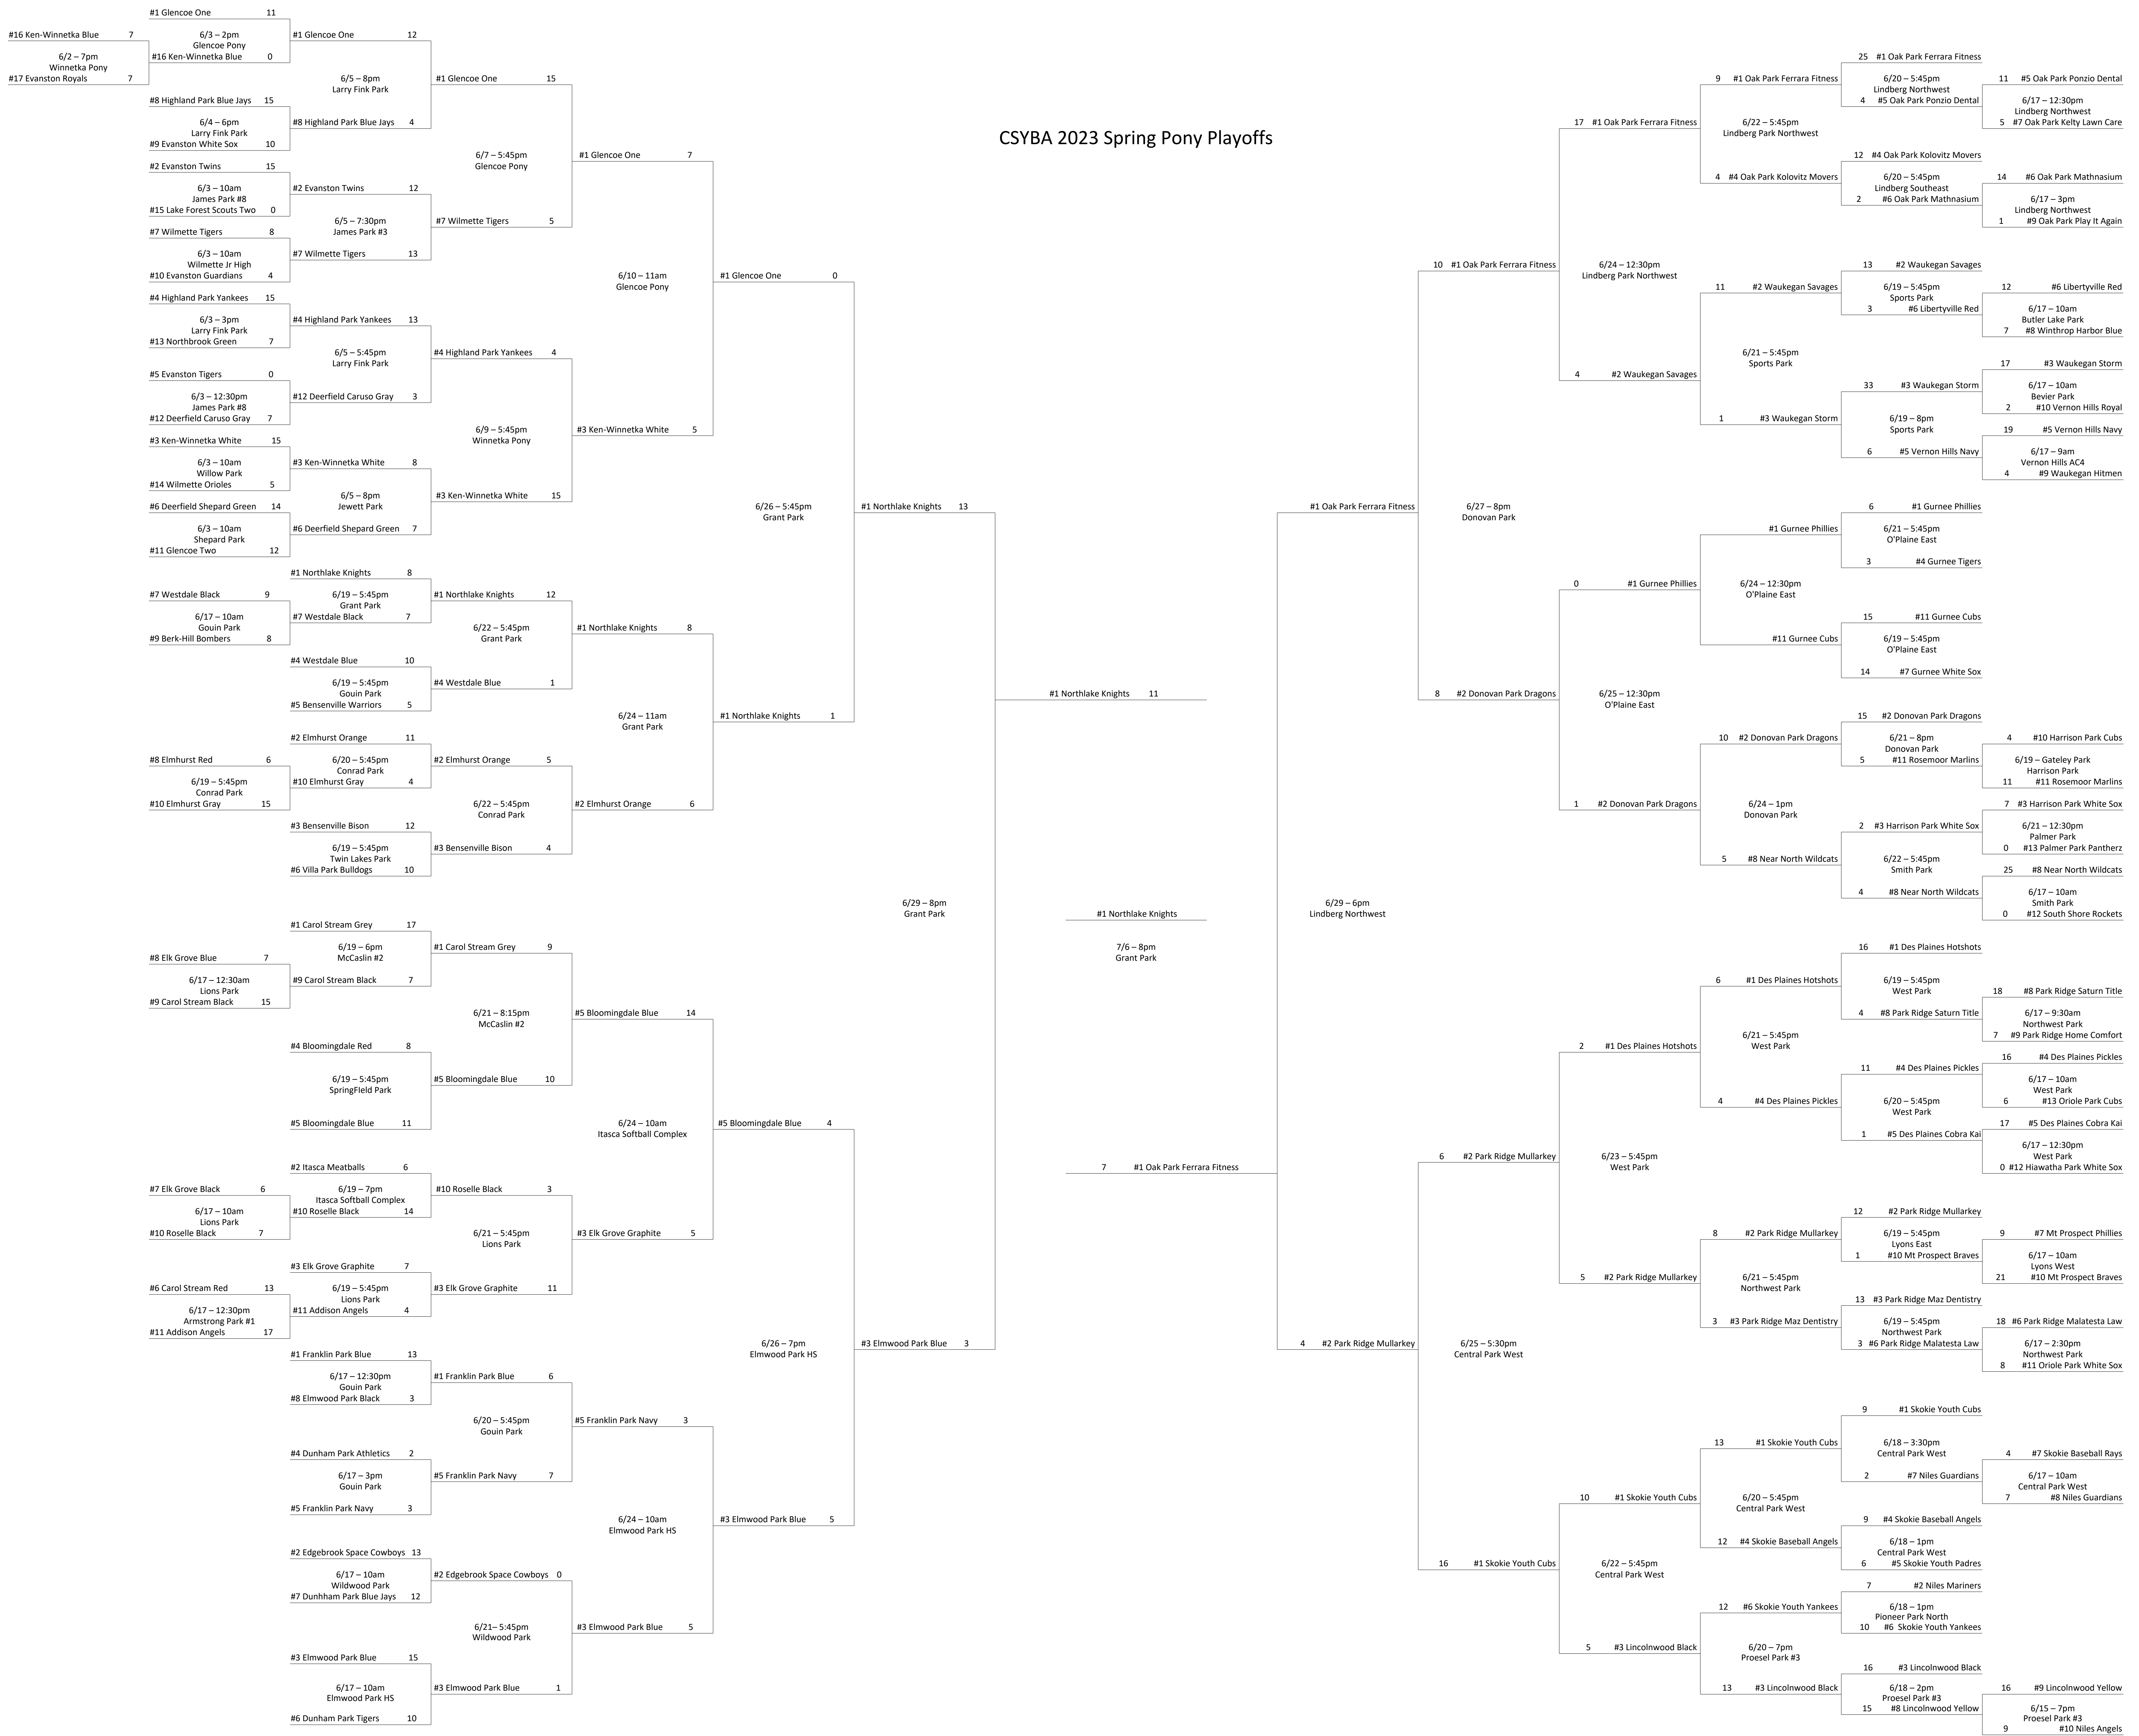 CSYBA 2023 Spring Pony Playoffs
#16 Ken-Winnetka Blue 7
6/2 – 7pm
Winnetka Pony
#17 Evanston Royals 7
#1 Glencoe One 11
6/3 – 2pm
Glencoe Pony
#16 Ken-Winnetka Blue 0
#8 Highland Park Blue Jays 15
6/4 – 6pm
Larry Fink Park
#9 Evanston White Sox 10
#2 Evanston Twins 15
6/3 – 10am
James Park #8
#15 Lake Forest Scouts Two 0
#7 Wilmette Tigers 8
6/3 – 10am
Wilmette Jr High
#10 Evanston Guardians 4
#4 Highland Park Yankees 15
6/3 – 3pm
Larry Fink Park
#13 Northbrook Green 7
#5 Evanston Tigers 0
6/3 – 12:30pm
James Park #8
#12 Deerfield Caruso Gray 7
#3 Ken-Winnetka White 15
6/3 – 10am
Willow Park
#14 Wilmette Orioles 5
#6 Deerfield Shepard Green 14
6/3 – 10am
Shepard Park
#11 Glencoe Two 12
#7 Westdale Black 9
6/17 – 10am
Gouin Park
#9 Berk-Hill Bombers 8
#8 Elmhurst Red 6
6/19 – 5:45pm
Conrad Park
#10 Elmhurst Gray 15
#8 Elk Grove Blue 7
6/17 – 12:30am
Lions Park
#9 Carol Stream Black 15
#7 Elk Grove Black 6
6/17 – 10am
Lions Park
#10 Roselle Black 7
#6 Carol Stream Red 13
6/17 – 12:30pm
Armstrong Park #1
#11 Addison Angels 17
#1 Glencoe One 12
6/5 – 8pm
Larry Fink Park
#8 Highland Park Blue Jays 4
#2 Evanston Twins 12
6/5 – 7:30pm
James Park #3
#7 Wilmette Tigers 13
#4 Highland Park Yankees 13
6/5 – 5:45pm
Larry Fink Park
#12 Deerfield Caruso Gray 3
#3 Ken-Winnetka White 8
6/5 – 8pm
Jewett Park
#6 Deerfield Shepard Green 7
#1 Northlake Knights 8
6/19 – 5:45pm
Grant Park
#7 Westdale Black 7
#4 Westdale Blue 10
6/19 – 5:45pm
Gouin Park
#5 Bensenville Warriors 5
#2 Elmhurst Orange 11
6/20 – 5:45pm
Conrad Park
#10 Elmhurst Gray 4
#3 Bensenville Bison 12
6/19 – 5:45pm
Twin Lakes Park
#6 Villa Park Bulldogs 10
#1 Carol Stream Grey 17
6/19 – 6pm
McCaslin #2
#9 Carol Stream Black 7
#4 Bloomingdale Red 8
6/19 – 5:45pm
SpringFIeld Park
#5 Bloomingdale Blue 11
#2 Itasca Meatballs 6
6/19 – 7pm
Itasca Softball Complex
#10 Roselle Black 14
#3 Elk Grove Graphite 7
6/19 – 5:45pm
Lions Park
#11 Addison Angels 4
#1 Franklin Park Blue 13
6/17 – 12:30pm
Gouin Park
#8 Elmwood Park Black 3
#4 Dunham Park Athletics 2
6/17 – 3pm
Gouin Park
#5 Franklin Park Navy 3
#2 Edgebrook Space Cowboys 13
6/17 – 10am
Wildwood Park
#7 Dunhham Park Blue Jays 12
#3 Elmwood Park Blue 15
6/17 – 10am
Elmwood Park HS
#6 Dunham Park Tigers 10
#1 Glencoe One 15
6/7 – 5:45pm
Glencoe Pony
#7 Wilmette Tigers 5
#4 Highland Park Yankees 4
6/9 – 5:45pm
Winnetka Pony
#3 Ken-Winnetka White 15
#1 Northlake Knights 12
6/22 – 5:45pm
Grant Park
#4 Westdale Blue 1
#2 Elmhurst Orange 5
6/22 – 5:45pm
Conrad Park
#3 Bensenville Bison 4
#1 Carol Stream Grey 9
6/21 – 8:15pm
McCaslin #2
#5 Bloomingdale Blue 10
#10 Roselle Black 3
6/21 – 5:45pm
Lions Park
#3 Elk Grove Graphite 11
#1 Franklin Park Blue 6
6/20 – 5:45pm
Gouin Park
#5 Franklin Park Navy 7
#2 Edgebrook Space Cowboys 0
6/21– 5:45pm
Wildwood Park
#3 Elmwood Park Blue 1
#1 Glencoe One 7
6/10 – 11am
Glencoe Pony
#3 Ken-Winnetka White 5
#1 Northlake Knights 8
6/24 – 11am
Grant Park
#2 Elmhurst Orange 6
#5 Bloomingdale Blue 14
6/24 – 10am
Itasca Softball Complex
#3 Elk Grove Graphite 5
#5 Franklin Park Navy 3
6/24 – 10am
Elmwood Park HS
#3 Elmwood Park Blue 5
#1 Glencoe One 0
6/26 – 5:45pm
Grant Park
#1 Northlake Knights 1
#5 Bloomingdale Blue 4
6/26 – 7pm
Elmwood Park HS
#3 Elmwood Park Blue 5
#1 Northlake Knights 13
6/29 – 8pm
Grant Park
#3 Elmwood Park Blue 3
#1 Northlake Knights 11
#1 Northlake Knights
7/6 – 8pm
Grant Park
7 #1 Oak Park Ferrara Fitness
#1 Oak Park Ferrara Fitness
6/29 – 6pm
Lindberg Northwest
4 #2 Park Ridge Mullarkey
10 #1 Oak Park Ferrara Fitness
6/27 – 8pm
Donovan Park
8 #2 Donovan Park Dragons
6 #2 Park Ridge Mullarkey
6/25 – 5:30pm
Central Park West
16 #1 Skokie Youth Cubs
17 #1 Oak Park Ferrara Fitness
6/24 – 12:30pm
Lindberg Park Northwest
4 #2 Waukegan Savages
0 #1 Gurnee Phillies
6/25 – 12:30pm
O'Plaine East
1 #2 Donovan Park Dragons
2 #1 Des Plaines Hotshots
6/23 – 5:45pm
West Park
5 #2 Park Ridge Mullarkey
10 #1 Skokie Youth Cubs
6/22 – 5:45pm
Central Park West
5 #3 Lincolnwood Black
9 #1 Oak Park Ferrara Fitness
6/22 – 5:45pm
Lindberg Park Northwest
4 #4 Oak Park Kolovitz Movers
11 #2 Waukegan Savages
6/21 – 5:45pm
Sports Park
1 #3 Waukegan Storm
#1 Gurnee Phillies
6/24 – 12:30pm
O'Plaine East
#11 Gurnee Cubs
10 #2 Donovan Park Dragons
6/24 – 1pm
Donovan Park
5 #8 Near North Wildcats
6 #1 Des Plaines Hotshots
6/21 – 5:45pm
West Park
4 #4 Des Plaines Pickles
8 #2 Park Ridge Mullarkey
6/21 – 5:45pm
Northwest Park
3 #3 Park Ridge Maz Dentistry
13 #1 Skokie Youth Cubs
6/20 – 5:45pm
Central Park West
12 #4 Skokie Baseball Angels
12 #6 Skokie Youth Yankees
6/20 – 7pm
Proesel Park #3
13 #3 Lincolnwood Black
25 #1 Oak Park Ferrara Fitness
6/20 – 5:45pm
Lindberg Northwest
4 #5 Oak Park Ponzio Dental
12 #4 Oak Park Kolovitz Movers
6/20 – 5:45pm
Lindberg Southeast
2 #6 Oak Park Mathnasium
13 #2 Waukegan Savages
6/19 – 5:45pm
Sports Park
3 #6 Libertyville Red
33 #3 Waukegan Storm
6/19 – 8pm
Sports Park
6 #5 Vernon Hills Navy
6 #1 Gurnee Phillies
6/21 – 5:45pm
O'Plaine East
3 #4 Gurnee Tigers
15 #11 Gurnee Cubs
6/19 – 5:45pm
O'Plaine East
14 #7 Gurnee White Sox
15 #2 Donovan Park Dragons
6/21 – 8pm
Donovan Park
5 #11 Rosemoor Marlins
2 #3 Harrison Park White Sox
6/22 – 5:45pm
Smith Park
4 #8 Near North Wildcats
16 #1 Des Plaines Hotshots
6/19 – 5:45pm
West Park
4 #8 Park Ridge Saturn Title
11 #4 Des Plaines Pickles
6/20 – 5:45pm
West Park
1 #5 Des Plaines Cobra Kai
12 #2 Park Ridge Mullarkey
6/19 – 5:45pm
Lyons East
1 #10 Mt Prospect Braves
13 #3 Park Ridge Maz Dentistry
6/19 – 5:45pm
Northwest Park
3 #6 Park Ridge Malatesta Law
9 #1 Skokie Youth Cubs
6/18 – 3:30pm
Central Park West
2 #7 Niles Guardians
9 #4 Skokie Baseball Angels
6/18 – 1pm
Central Park West
6 #5 Skokie Youth Padres
7 #2 Niles Mariners
6/18 – 1pm
Pioneer Park North
10 #6 Skokie Youth Yankees
16 #3 Lincolnwood Black
6/18 – 2pm
Proesel Park #3
15 #8 Lincolnwood Yellow
11 #5 Oak Park Ponzio Dental
6/17 – 12:30pm
Lindberg Northwest
5 #7 Oak Park Kelty Lawn Care
14 #6 Oak Park Mathnasium
6/17 – 3pm
Lindberg Northwest
1 #9 Oak Park Play It Again
12 #6 Libertyville Red
6/17 – 10am
Butler Lake Park
7 #8 Winthrop Harbor Blue
17 #3 Waukegan Storm
6/17 – 10am
Bevier Park
2 #10 Vernon Hills Royal
19 #5 Vernon Hills Navy
6/17 – 9am
Vernon Hills AC4
4 #9 Waukegan Hitmen
4 #10 Harrison Park Cubs
6/19 – Gateley Park
Harrison Park
11 #11 Rosemoor Marlins
7 #3 Harrison Park White Sox
6/21 – 12:30pm
Palmer Park
0 #13 Palmer Park Pantherz
25 #8 Near North Wildcats
6/17 – 10am
Smith Park
0 #12 South Shore Rockets
18 #8 Park Ridge Saturn Title
6/17 – 9:30am
Northwest Park
7 #9 Park Ridge Home Comfort
16 #4 Des Plaines Pickles
6/17 – 10am
West Park
6 #13 Oriole Park Cubs
17 #5 Des Plaines Cobra Kai
6/17 – 12:30pm
West Park
0 #12 Hiawatha Park White Sox
9 #7 Mt Prospect Phillies
6/17 – 10am
Lyons West
21 #10 Mt Prospect Braves
18 #6 Park Ridge Malatesta Law
6/17 – 2:30pm
Northwest Park
8 #11 Oriole Park White Sox
4 #7 Skokie Baseball Rays
6/17 – 10am
Central Park West
7 #8 Niles Guardians
16 #9 Lincolnwood Yellow
6/15 – 7pm
Proesel Park #3
9 #10 Niles Angels